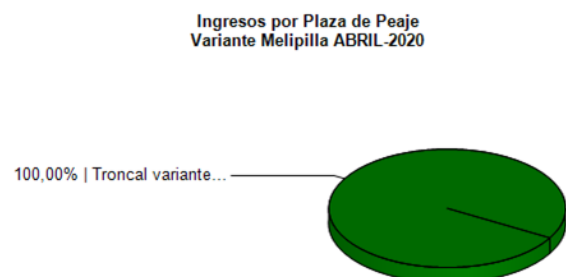 Ingresos por Plaza de Peaje
Variante Melipilla ABRIL-2020
100,00% | Troncal variante...